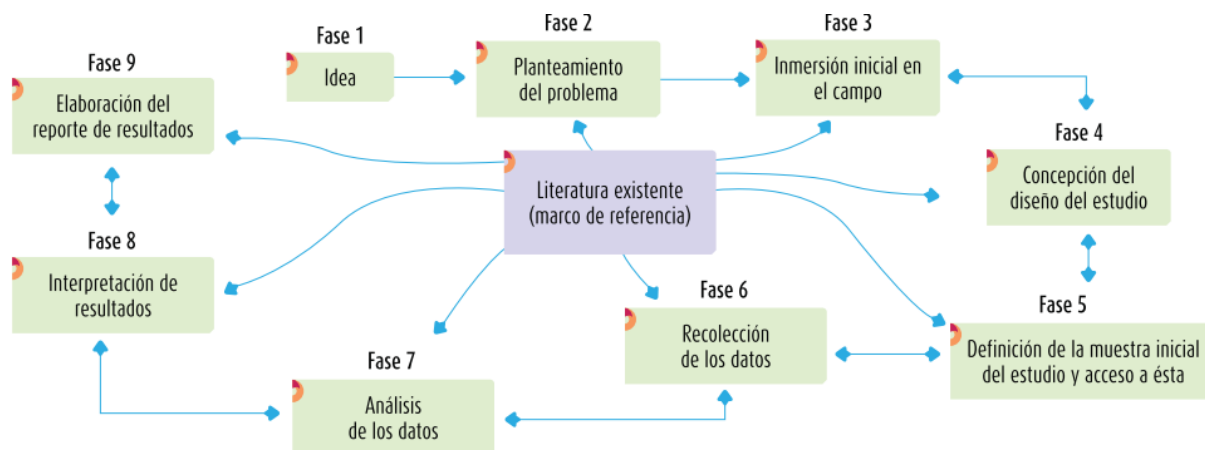 Fase 1
Idea
Fase 2
Planteamiento
del problema
Fase 3
Inmersión inicial en
el campo
Fase 4
Concepción del
diseño del estudio
Fase 5
Definición de la muestra inicial
del estudio y acceso a ésta
Fase 6
Recolección
de los datos
Fase 7
Análisis
de los datos
Fase 8
Interpretación de
resultados
Fase 9
Elaboración del
reporte de resultados
Literatura existente
(marco de referencia)